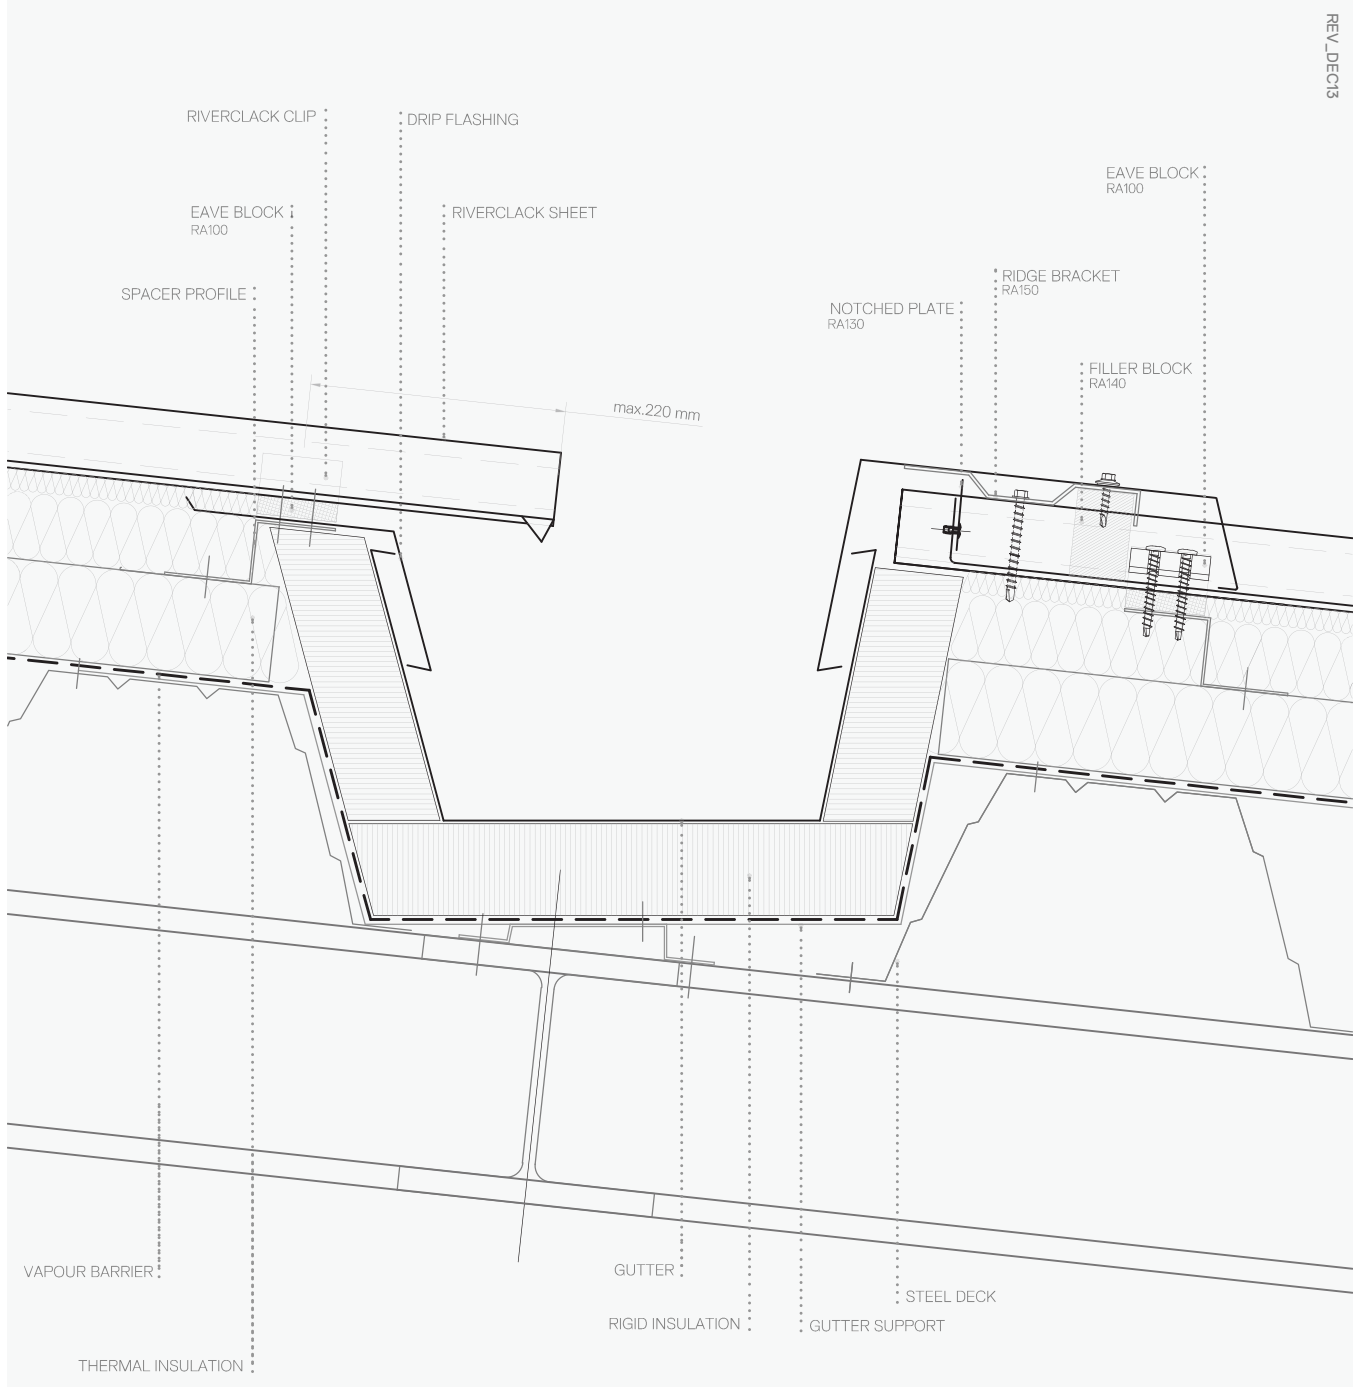 REV_DEC13
RIVERCLACK CLIP
DRIP FLASHING
EAVE BLOCK
RA100
EAVE BLOCK
RA100
RIVERCLACK SHEET
SPACER PROFILE
RIDGE BRACKET
RA150
NOTCHED PLATE
RA130
FILLER BLOCK
RA140
max.220 mm
VAPOUR BARRIER
GUTTER
STEEL DECK
RIGID INSULATION
GUTTER SUPPORT
THERMAL INSULATION